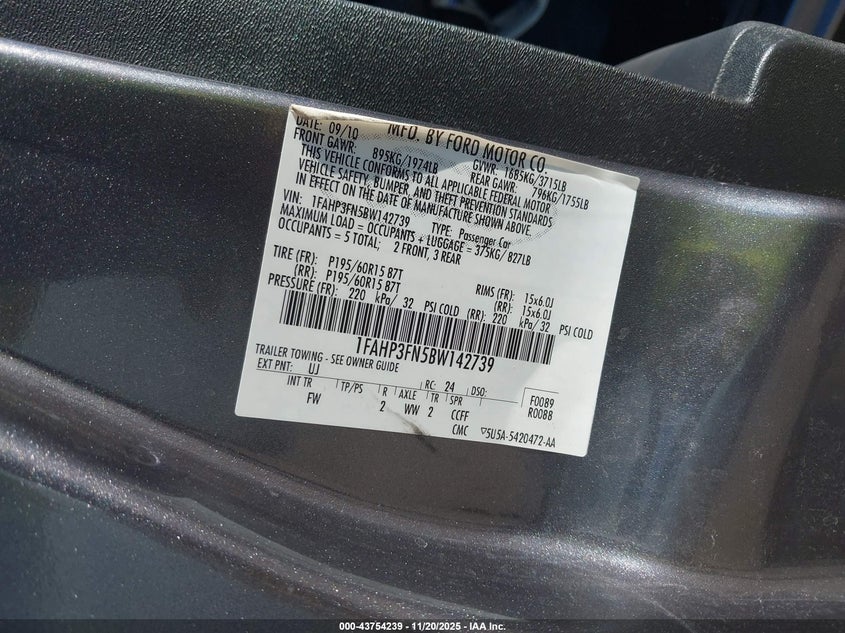 DATE: 09/10 MFD. BY FORD MOTOR CO.
FRONT GAWR: 895KG/1974LB GVWR: 1685KG/3715LB
REAR GAWR: 796KG/1755LB
THIS VEHICLE CONFORMS TO ALL APPLICABLE FEDERAL MOTOR
VEHICLE SAFETY, BUMPER, AND THEFT PREVENTION STANDARDS
IN EFFECT ON THE DATE OF MANUFACTURE SHOWN ABOVE.
VIN: 1FAHP3FN5BW142739 TYPE: Passenger Car
MAXIMUM LOAD = OCCUPANTS + LUGGAGE = 375KG/827LB
OCCUPANTS = 5 TOTAL; 2 FRONT, 3 REAR
TIRE (FR): P195/60R15 87T RIMS (FR): 15x6.0J
(RR): P195/60R15 87T (RR): 15x6.0J
PRESSURE (FR): 220 kPa/ 32 PSI COLD (RR): 220 kPa/ 32 PSI COLD
1FAHP3FN5BW142739
TRAILER TOWING - SEE OWNER GUIDE
EXT PNT: UJ RC: 24 DSO:
INT TR TP/PS R AXLE TR SPR F0089
FW 2 WW 2 CCFF R0088
CMC ▽5U5A-5420472-AA
000-43754239 | 11/20/2025 | IAA Inc.